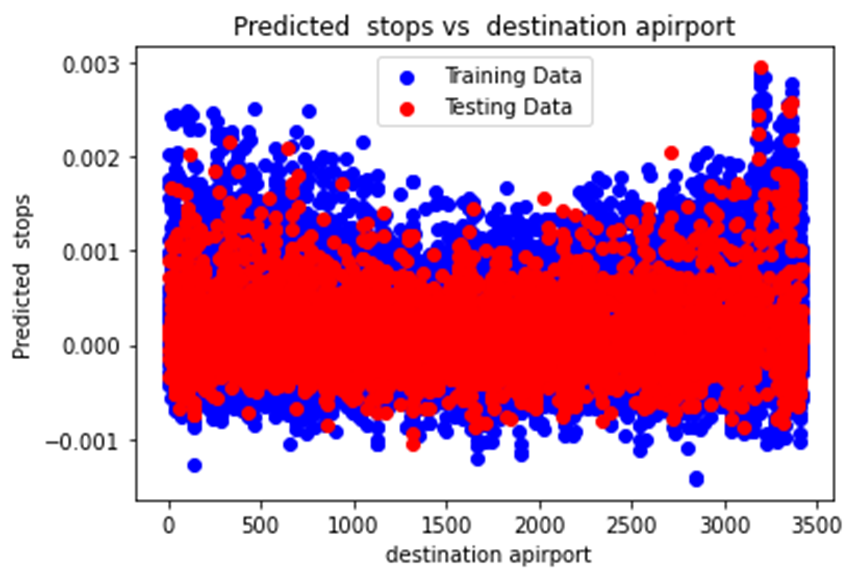 Predicted  stops vs  destination apirport
Training Data
Testing Data
0.003
0.002
0.001
0.000
−0.001
Predicted  stops
0 500 1000 1500 2000 2500 3000 3500
destination apirport